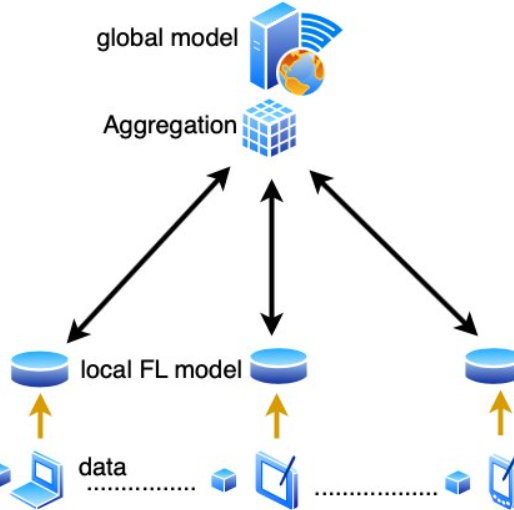 global model
Aggregation
local FL model
data